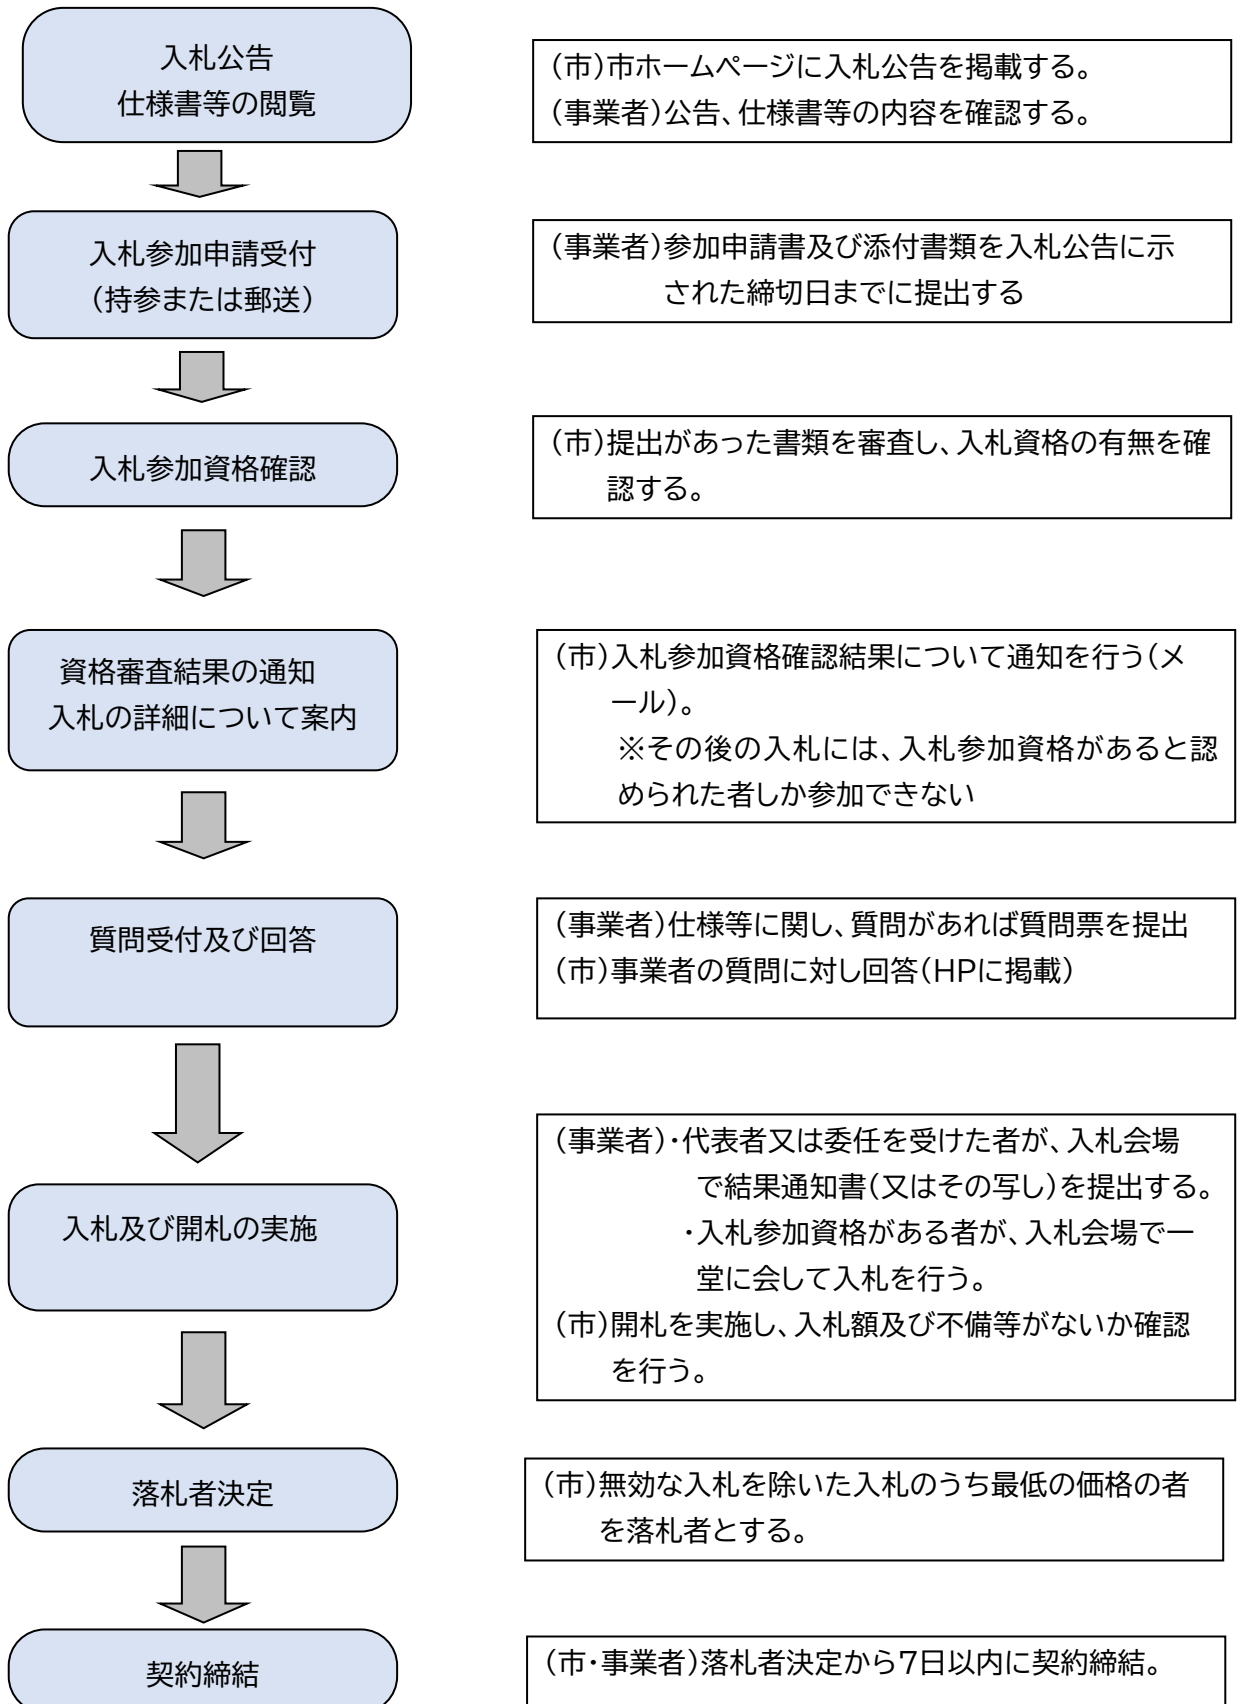 入札公告
仕様書等の閲覧
(市)市ホームページに入札公告を掲載する。
(事業者)公告、仕様書等の内容を確認する。
入札参加申請受付
(持参または郵送)
(事業者)参加申請書及び添付書類を入札公告に示
された締切日までに提出する
入札参加資格確認
(市)提出があった書類を審査し、入札資格の有無を確
認する。
資格審査結果の通知
入札の詳細について案内
(市)入札参加資格確認結果について通知を行う(メ
ール)。
※その後の入札には、入札参加資格があると認
められた者しか参加できない
質問受付及び回答
(事業者)仕様等に関し、質問があれば質問票を提出
(市)事業者の質問に対し回答(HPに掲載)
入札及び開札の実施
(事業者)・代表者又は委任を受けた者が、入札会場
で結果通知書(又はその写し)を提出する。
・入札参加資格がある者が、入札会場で一
堂に会して入札を行う。
(市)開札を実施し、入札額及び不備等がないか確認
を行う。
落札者決定
(市)無効な入札を除いた入札のうち最低の価格の者
を落札者とする。
契約締結
(市・事業者)落札者決定から7日以内に契約締結。